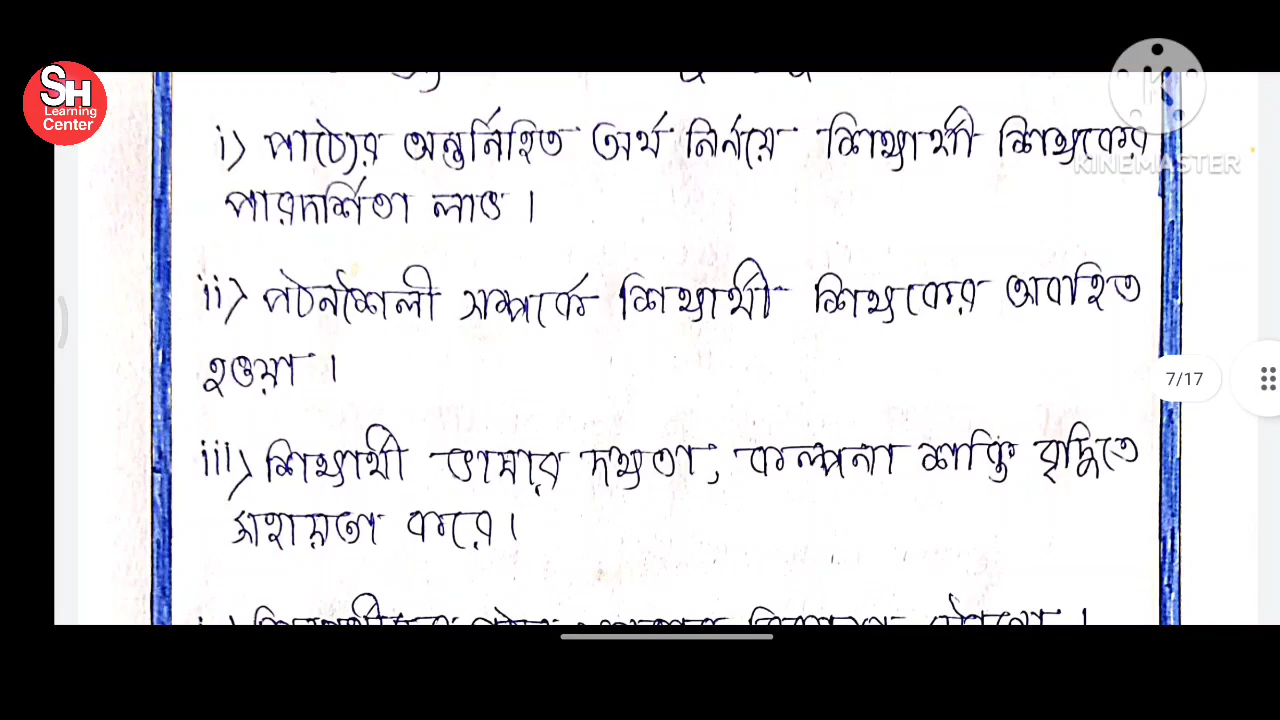 SH
Learning
Center
KINEMASTER
i) পাঠ্যের অন্তর্নিহিত অর্থ নির্ণয়ে শিক্ষার্থী শিক্ষকের
পারদর্শিতা লাভ।
ii) পঠনশৈলী সম্পর্কে শিক্ষার্থী শিক্ষকের অবহিত
হওয়া।
7/17
iii) শিক্ষার্থী ভাষার দক্ষতা, কল্পনা শক্তি বৃদ্ধিতে
সহায়তা করে।